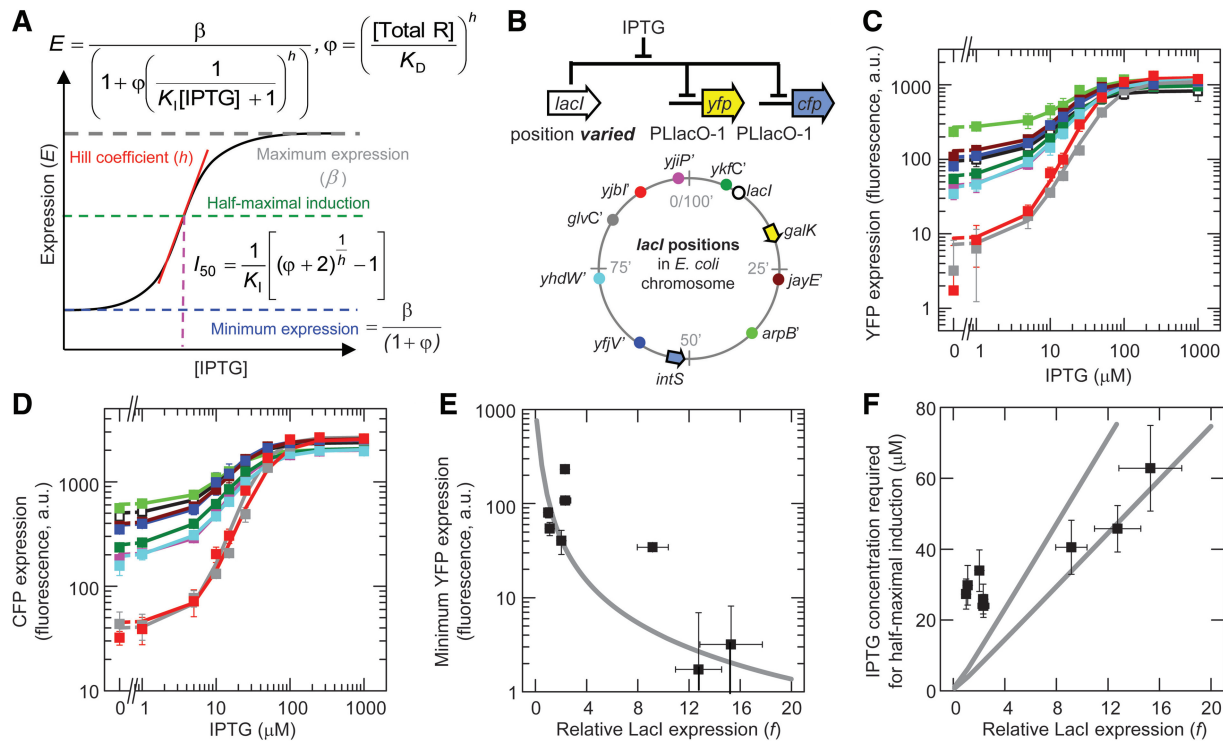 A
E = β / (1 + φ(1 / (K_I[IPTG] + 1))^h), φ = ([Total R] / K_D)^h
Hill coefficient (h)
Maximum expression
(β)
Half-maximal induction
I_50 = 1/K_I [(φ + 2)^(1/h) − 1]
Minimum expression = β / (1 + φ)
Expression (E)
[IPTG]
B
IPTG
lacI
yfp
cfp
position varied
PLlacO-1
PLlacO-1
yjiP'
ykfC'
yjbI'
lacI
0/100'
glvC'
galK
lacI positions
in E. coli
chromosome
75'
25'
yhdW'
jayE'
50'
arpB'
yfjV'
intS
C
YFP expression (fluorescence, a.u.)
1000
100
10
1
0
1
10
100
1000
IPTG (μM)
D
CFP expression
(fluorescence, a.u.)
1000
100
10
0
1
10
100
1000
IPTG (μM)
E
Minimum YFP expression
(fluorescence, a.u.)
1000
100
10
1
0
4
8
12
16
20
Relative LacI expression (f)
F
IPTG concentration required
for half-maximal induction (μM)
80
60
40
20
0
0
4
8
12
16
20
Relative LacI expression (f)